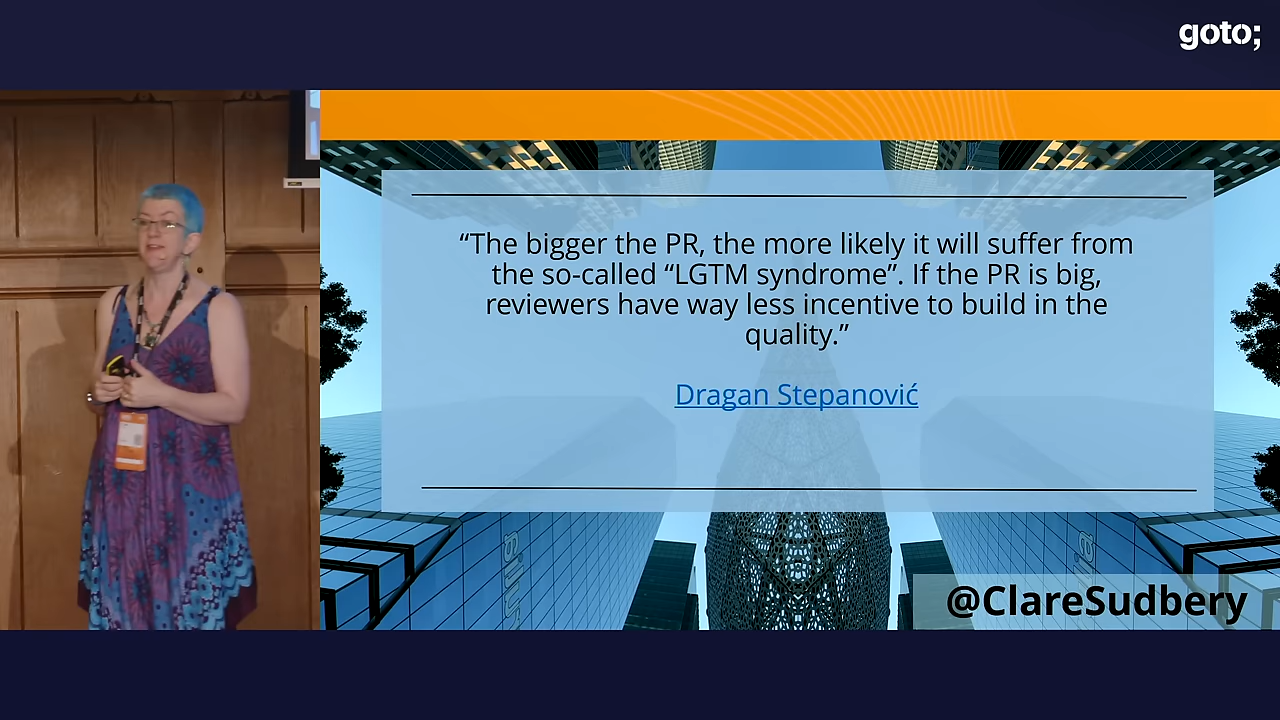 goto;
“The bigger the PR, the more likely it will suffer from
the so-called “LGTM syndrome”. If the PR is big,
reviewers have way less incentive to build in the
quality.”
Dragan Stepanović
@ClareSudbery